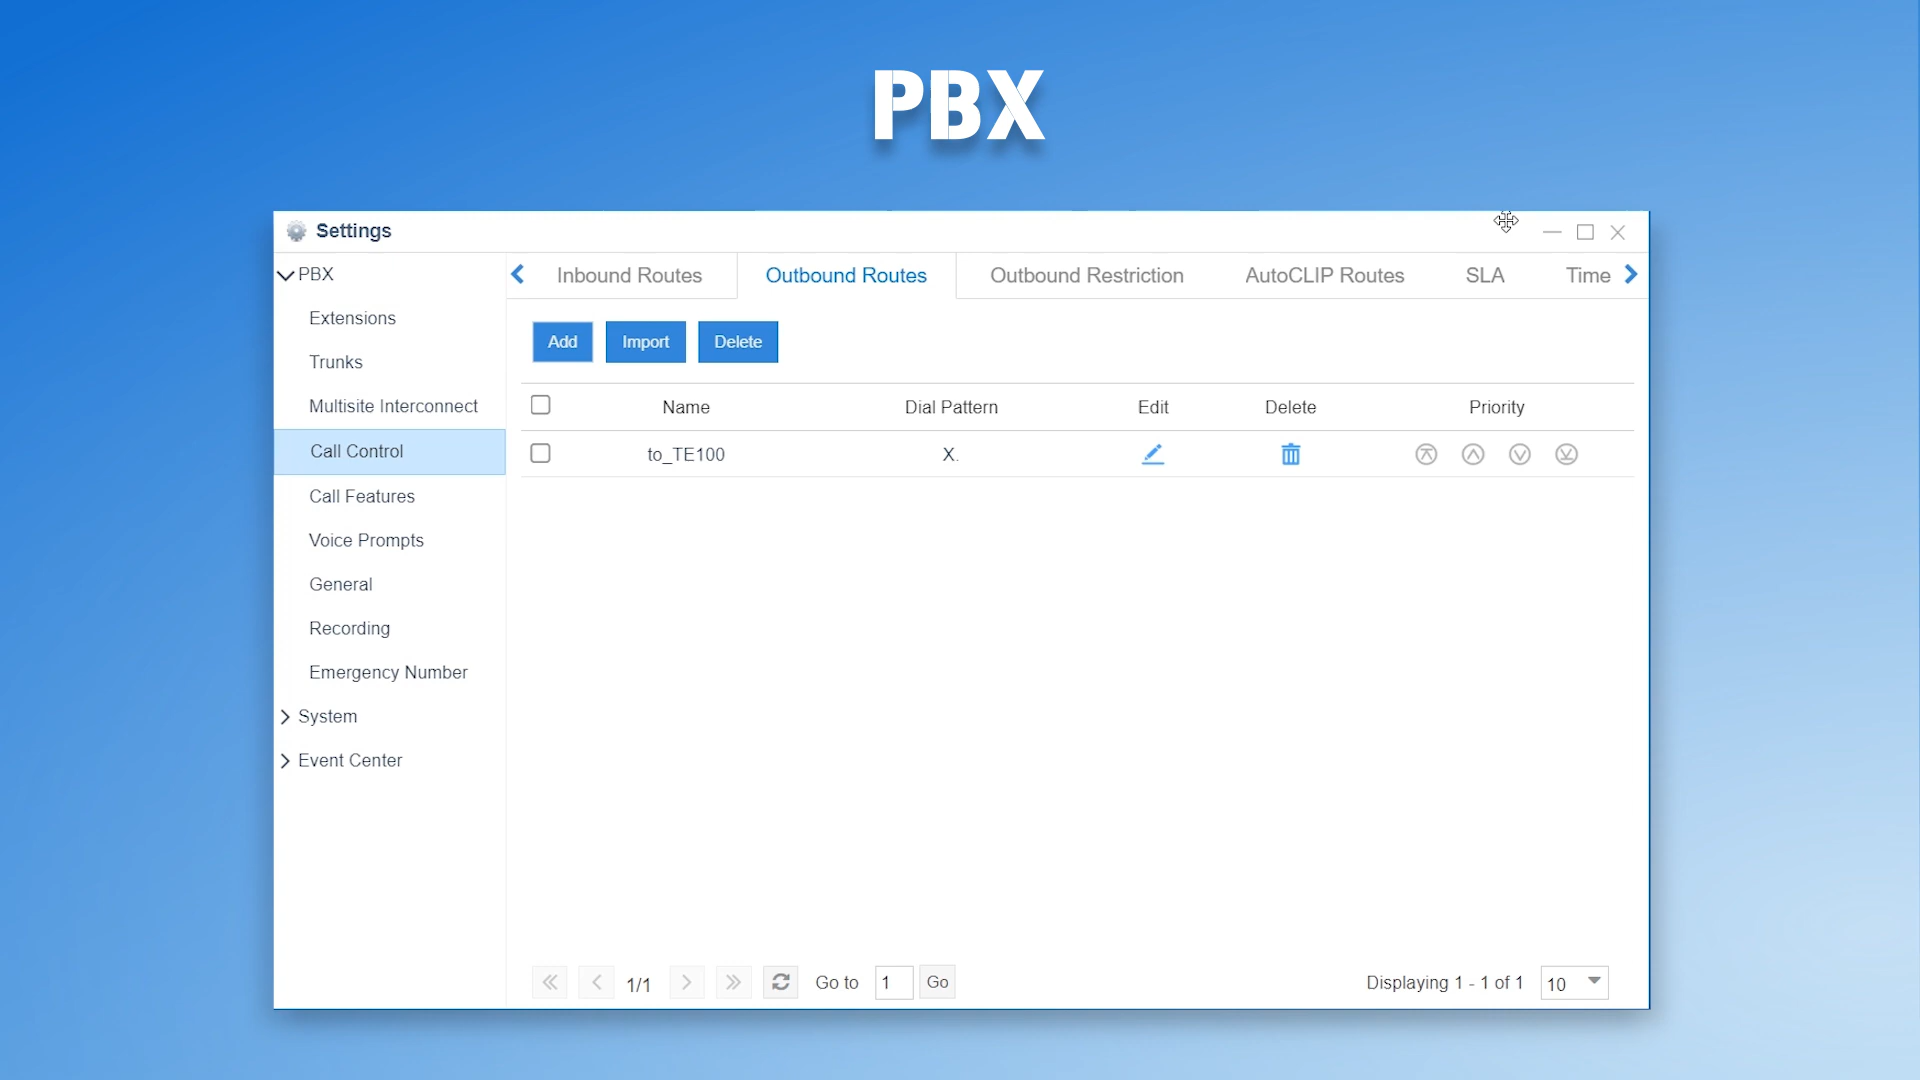 PBX
Settings
PBX
Extensions
Trunks
Multisite Interconnect
Call Control
Call Features
Voice Prompts
General
Recording
Emergency Number
System
Event Center
Inbound Routes Outbound Routes Outbound Restriction AutoCLIP Routes SLA Time
Add Import Delete
Name Dial Pattern Edit Delete Priority
to_TE100 X.
1/1 Go to 1 Go Displaying 1 - 1 of 1 10